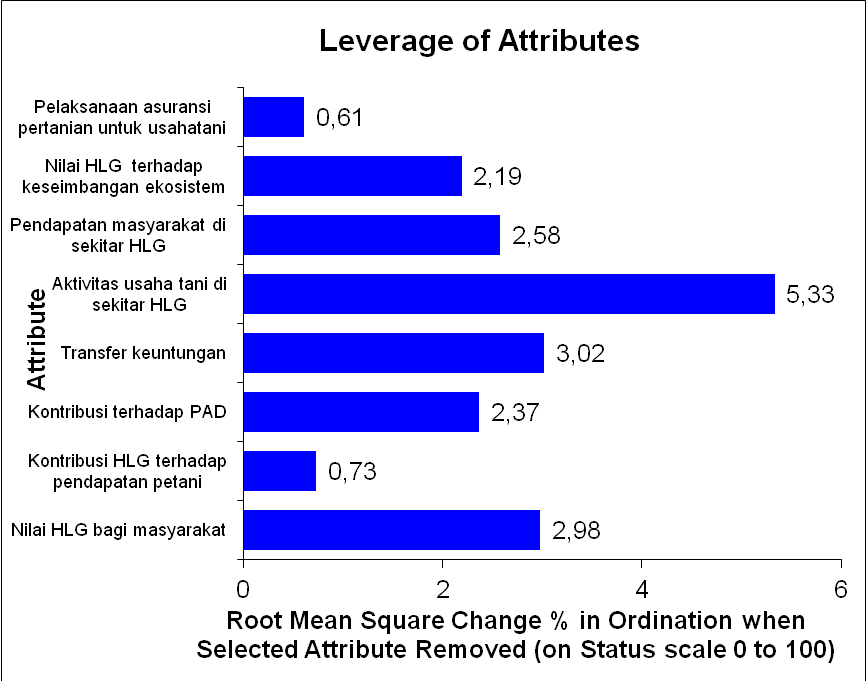 Leverage of Attributes
Pelaksanaan asuransi
pertanian untuk usahatani
0,61
Nilai HLG terhadap
keseimbangan ekosistem
2,19
Pendapatan masyarakat di
sekitar HLG
2,58
Aktivitas usaha tani di
sekitar HLG
5,33
Transfer keuntungan
3,02
Kontribusi terhadap PAD
2,37
Kontribusi HLG terhadap
pendapatan petani
0,73
Nilai HLG bagi masyarakat
2,98
Attribute
0 2 4 6
Root Mean Square Change % in Ordination when
Selected Attribute Removed (on Status scale 0 to 100)